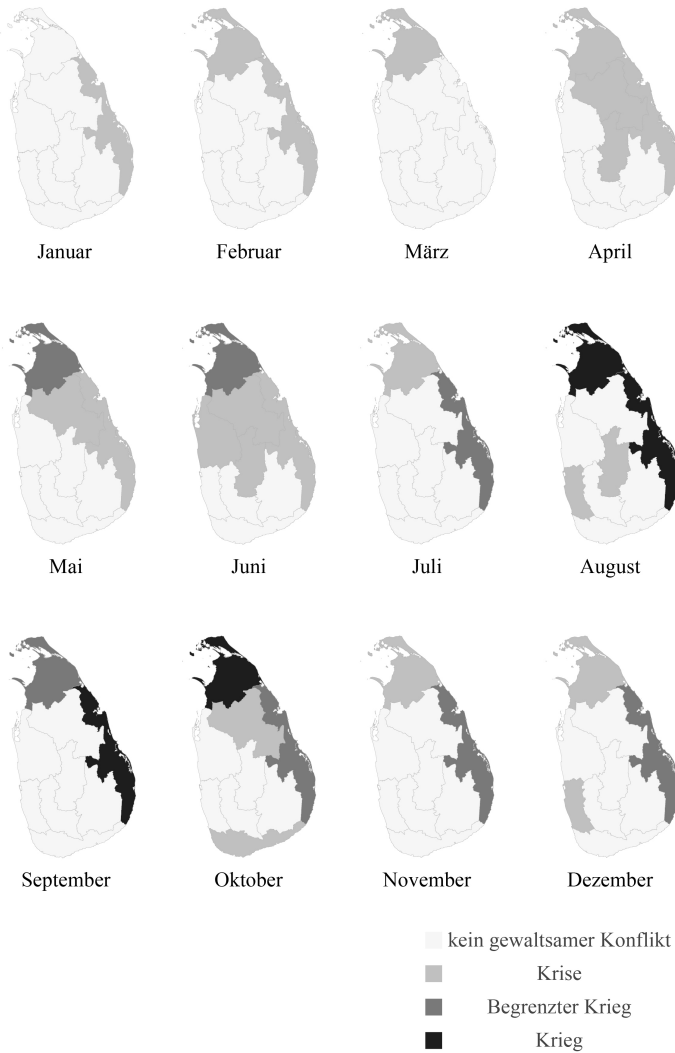 Januar
Februar
März
April
Mai
Juni
Juli
August
September
Oktober
November
Dezember
kein gewaltsamer Konflikt
Krise
Begrenzter Krieg
Krieg